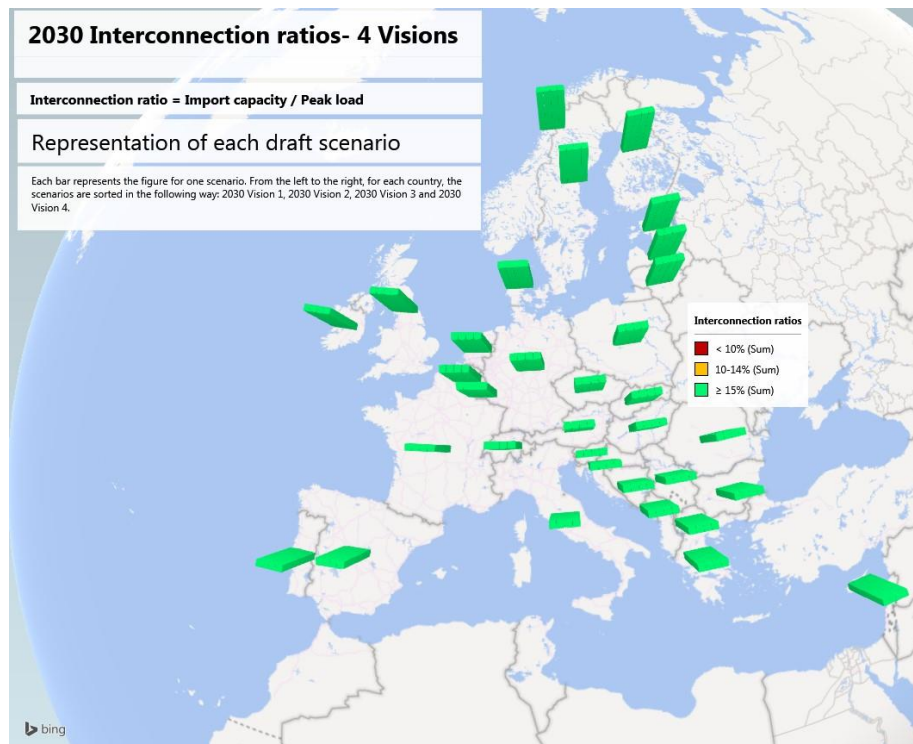 2030 Interconnection ratios- 4 Visions
Interconnection ratio = Import capacity / Peak load
Representation of each draft scenario
Each bar represents the figure for one scenario. From the left to the right, for each country, the
scenarios are sorted in the following way: 2030 Vision 1, 2030 Vision 2, 2030 Vision 3 and 2030
Vision 4.
Interconnection ratios
< 10% (Sum)
10-14% (Sum)
≥ 15% (Sum)
bing